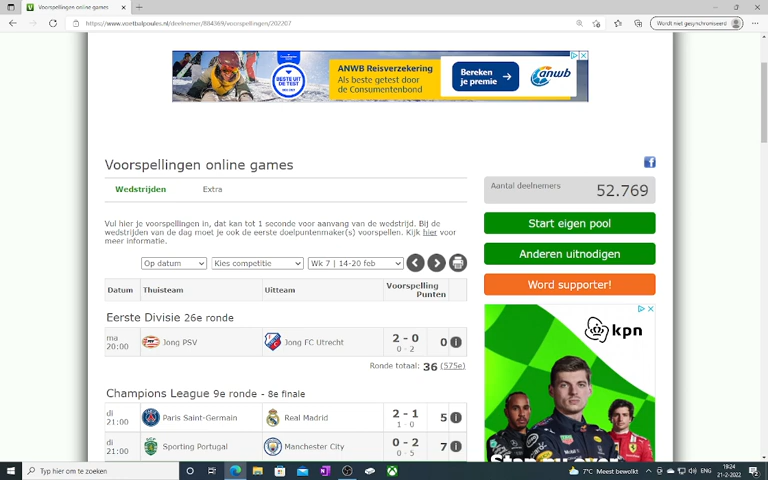 Voorspellingen online games
https://www.voetbalpoules.nl/deelnemer/884369/voorspellingen/202207
Wordt niet gesynchroniseerd
BESTE UIT DE TEST
ANWB Reisverzekering
Als beste getest door
de Consumentenbond
Bereken
je premie
anwb
Voorspellingen online games
Wedstrijden
Extra
Vul hier je voorspellingen in, dat kan tot 1 seconde voor aanvang van de wedstrijd. Bij de
wedstrijden van de dag moet je ook de eerste doelpuntenmaker(s) voorspellen. Kijk hier voor
meer informatie.
Op datum
Kies competitie
Wk 7 | 14-20 feb
Datum Thuisteam Uitteam Voorspelling
Punten
Eerste Divisie 26e ronde
ma
20:00
Jong PSV Jong FC Utrecht 2 - 0
0 - 2
0
Ronde totaal: 36 (575e)
Champions League 9e ronde - 8e finale
di
21:00
Paris Saint-Germain Real Madrid 2 - 1
1 - 0
5
di
21:00
Sporting Portugal Manchester City 0 - 2
0 - 5
7
Aantal deelnemers 52.769
Start eigen pool
Anderen uitnodigen
Word supporter!
kpn
Typ hier om te zoeken
7°C Meest bewolkt
ENG
19:24
21-2-2022